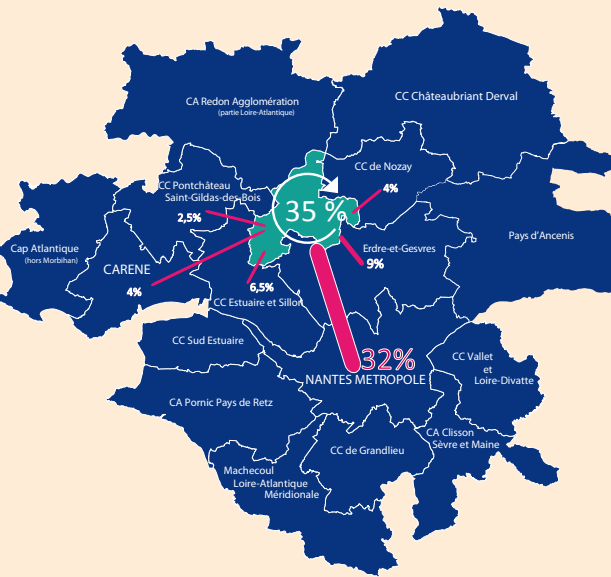 CC Châteaubriant Derval
CA Redon Agglomération
(partie Loire-Atlantique)
CC de Nozay
4%
CC Pontchâteau
Saint-Gildas-des-Bois
2,5%
35 %
Pays d'Ancenis
Cap Atlantique
(hors Morbihan)
Erdre-et-Gesvres
9%
CARENE
4%
6,5%
CC Estuaire et Sillon
CC Sud Estuaire
32%
NANTES METROPOLE
CC Vallet
et
Loire-Divatte
CA Pornic Pays de Retz
CA Clisson
Sèvre et Maine
CC de Grandlieu
Machecoul
Loire-Atlantique
Méridionale